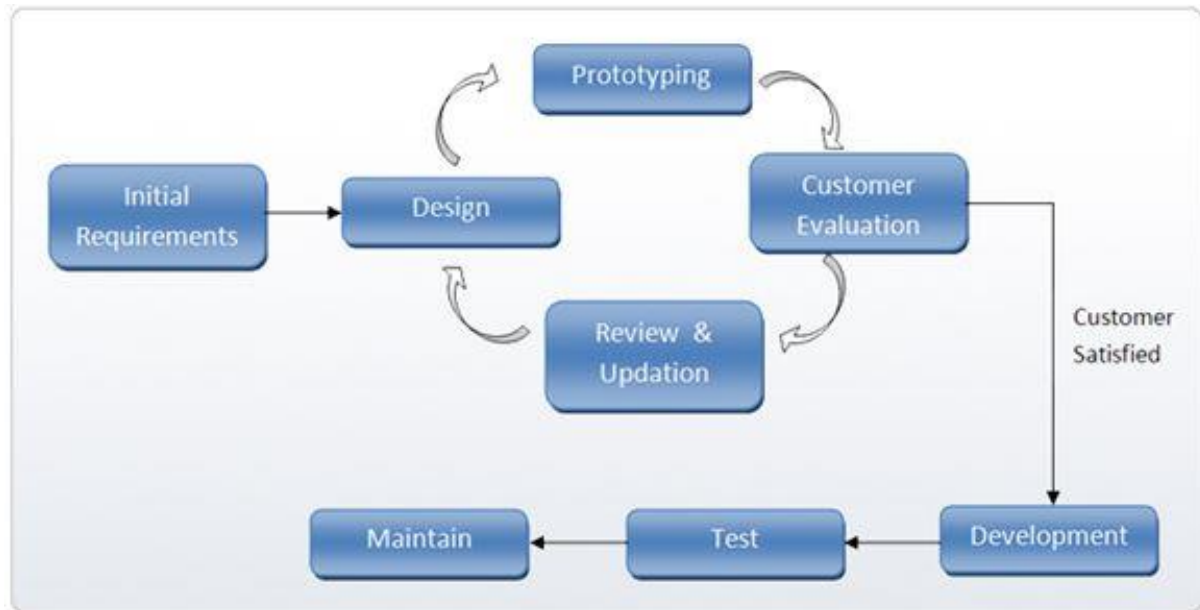 Prototyping
Initial
Requirements
Design
Customer
Evaluation
Review & 
Updation
Customer
Satisfied
Maintain
Test
Development